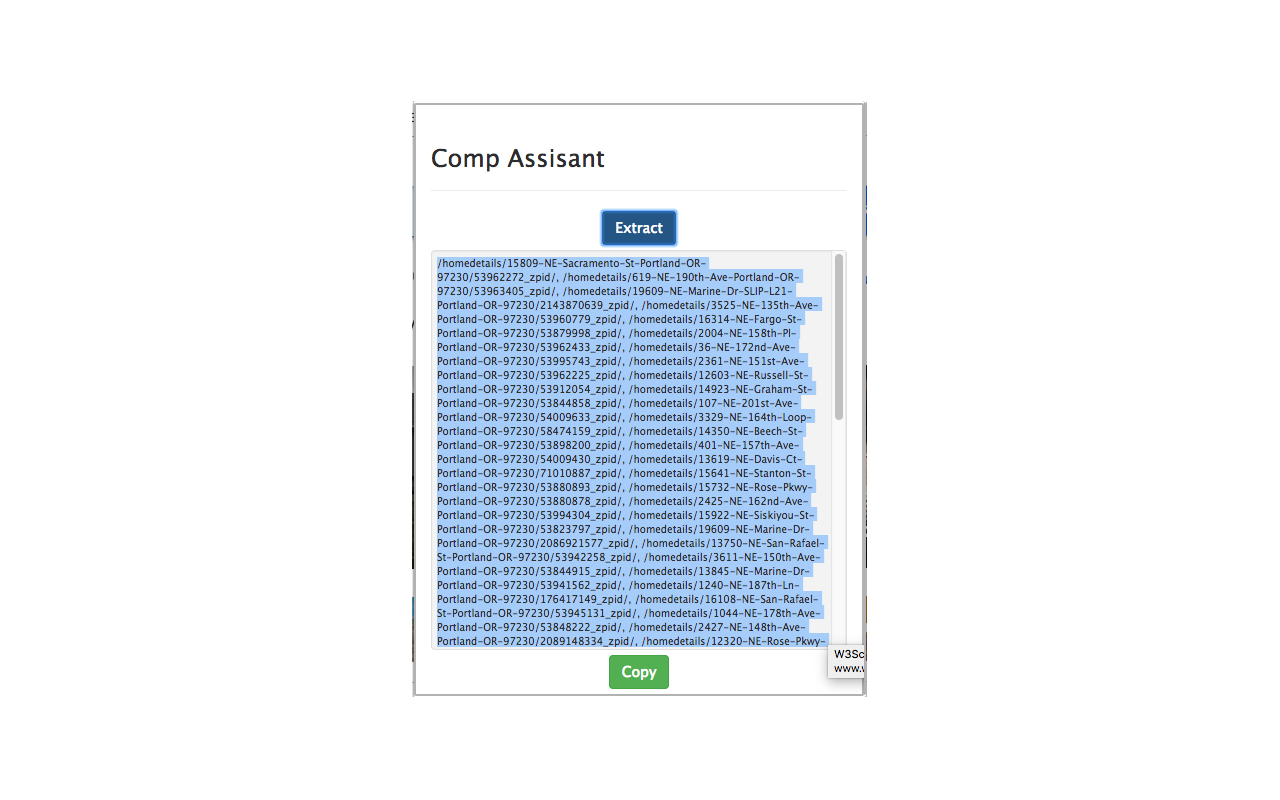 Comp Assisant
Extract
/homedetails/15809-NE-Sacramento-St-Portland-OR-
97230/53962272_zpid/, /homedetails/619-NE-190th-Ave-Portland-OR-
97230/53963405_zpid/, /homedetails/19609-NE-Marine-Dr-SLIP-L21-
Portland-OR-97230/2143870639_zpid/, /homedetails/3525-NE-135th-Ave-
Portland-OR-97230/53960779_zpid/, /homedetails/16314-NE-Fargo-St-
Portland-OR-97230/53879998_zpid/, /homedetails/2004-NE-158th-Pl-
Portland-OR-97230/53962433_zpid/, /homedetails/36-NE-172nd-Ave-
Portland-OR-97230/53995743_zpid/, /homedetails/2361-NE-151st-Ave-
Portland-OR-97230/53962225_zpid/, /homedetails/12603-NE-Russell-St-
Portland-OR-97230/53912054_zpid/, /homedetails/14923-NE-Graham-St-
Portland-OR-97230/53844858_zpid/, /homedetails/107-NE-201st-Ave-
Portland-OR-97230/54009633_zpid/, /homedetails/3329-NE-164th-Loop-
Portland-OR-97230/58474159_zpid/, /homedetails/14350-NE-Beech-St-
Portland-OR-97230/53898200_zpid/, /homedetails/401-NE-157th-Ave-
Portland-OR-97230/54009430_zpid/, /homedetails/13619-NE-Davis-Ct-
Portland-OR-97230/71010887_zpid/, /homedetails/15641-NE-Stanton-St-
Portland-OR-97230/53880893_zpid/, /homedetails/15732-NE-Rose-Pkwy-
Portland-OR-97230/53880878_zpid/, /homedetails/2425-NE-162nd-Ave-
Portland-OR-97230/53994304_zpid/, /homedetails/15922-NE-Siskiyou-St-
Portland-OR-97230/53823797_zpid/, /homedetails/19609-NE-Marine-Dr-
Portland-OR-97230/2086921577_zpid/, /homedetails/13750-NE-San-Rafael-
St-Portland-OR-97230/53942258_zpid/, /homedetails/3611-NE-150th-Ave-
Portland-OR-97230/53844915_zpid/, /homedetails/13845-NE-Marine-Dr-
Portland-OR-97230/53941562_zpid/, /homedetails/1240-NE-187th-Ln-
Portland-OR-97230/176417149_zpid/, /homedetails/16108-NE-San-Rafael-
St-Portland-OR-97230/53945131_zpid/, /homedetails/1044-NE-178th-Ave-
Portland-OR-97230/53848222_zpid/, /homedetails/2427-NE-148th-Ave-
Portland-OR-97230/2089148334_zpid/, /homedetails/12320-NE-Rose-Pkwy-
W3Sc
www.
Copy